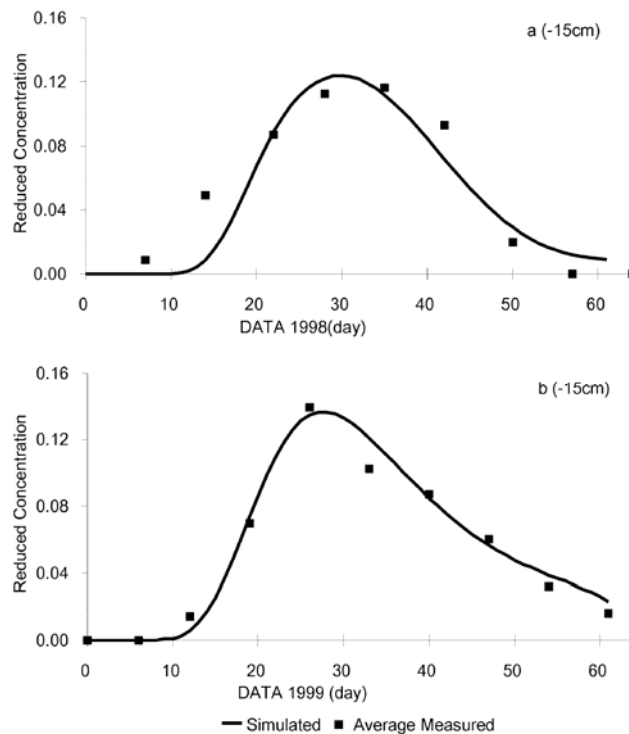 0.16
a (-15cm)
0.12
0.08
0.04
0.00
Reduced Concentration
0 10 20 30 40 50 60
DATA 1998(day)
0.16
b (-15cm)
0.12
0.08
0.04
0.00
Reduced Concentration
0 10 20 30 40 50 60
DATA 1999 (day)
Simulated Average Measured